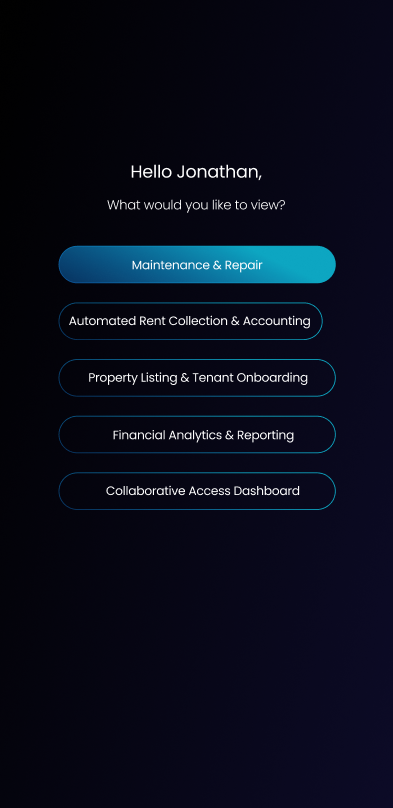 Hello Jonathan,
What would you like to view?
Maintenance & Repair
Automated Rent Collection & Accounting
Property Listing & Tenant Onboarding
Financial Analytics & Reporting
Collaborative Access Dashboard